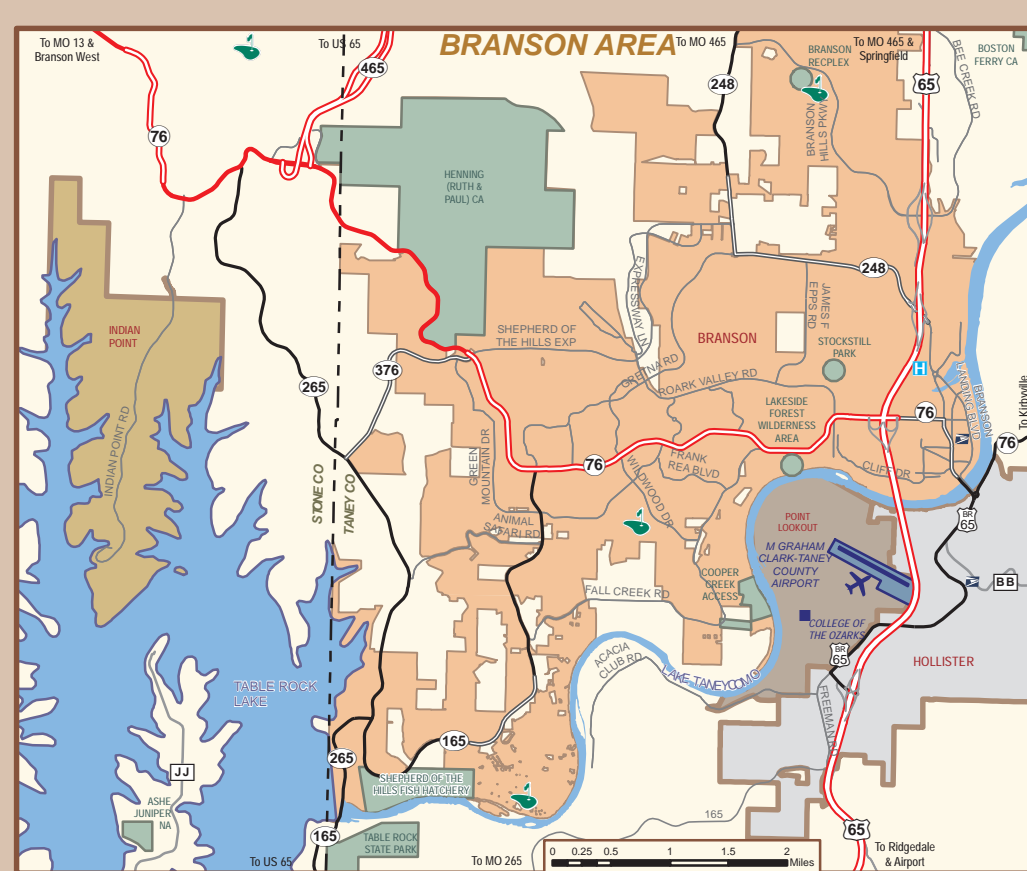 BRANSON AREA
To MO 13 &
Branson West
To US 65
To MO 465
BRANSON
RECPLEX
To MO 465 &
Springfield
BOSTON
FERRY CA
465
248
65
BEE CREEK RD
76
BRANSON
HILLS PKWY
HENNING
(RUTH &
PAUL) CA
EXPRESSWAY LN
248
JAMES F
EPPS RD
INDIAN
POINT
SHEPHERD OF
THE HILLS EXP
BRANSON
STOCKSTILL
PARK
376
GRETNA RD
ROARK VALLEY RD
H
265
LAKESIDE
FOREST
WILDERNESS
AREA
76
BRANSON
LANDING BLVD
To Kirbyville
76
INDIAN POINT RD
GREEN
MOUNTAIN DR
76
FRANK
REA BLVD
CLIFF DR
STONE CO
TANEY CO
WILDWOOD DR
ANIMAL
SAFARI RD
POINT
LOOKOUT
BR
65
M GRAHAM
CLARK-TANEY
COUNTY
AIRPORT
COOPER
CREEK
ACCESS
BB
FALL CREEK RD
COLLEGE OF
THE OZARKS
ACACIA
CLUB RD
LAKE TANEYCOMO
BR
65
HOLLISTER
TABLE ROCK
LAKE
FREEMAN RD
165
265
JJ
SHEPHERD OF THE
HILLS FISH HATCHERY
ASHE
JUNIPER
NA
165
165
65
TABLE ROCK
STATE PARK
To US 65
To MO 265
0 0.25 0.5 1 1.5 2
Miles
To Ridgedale
& Airport